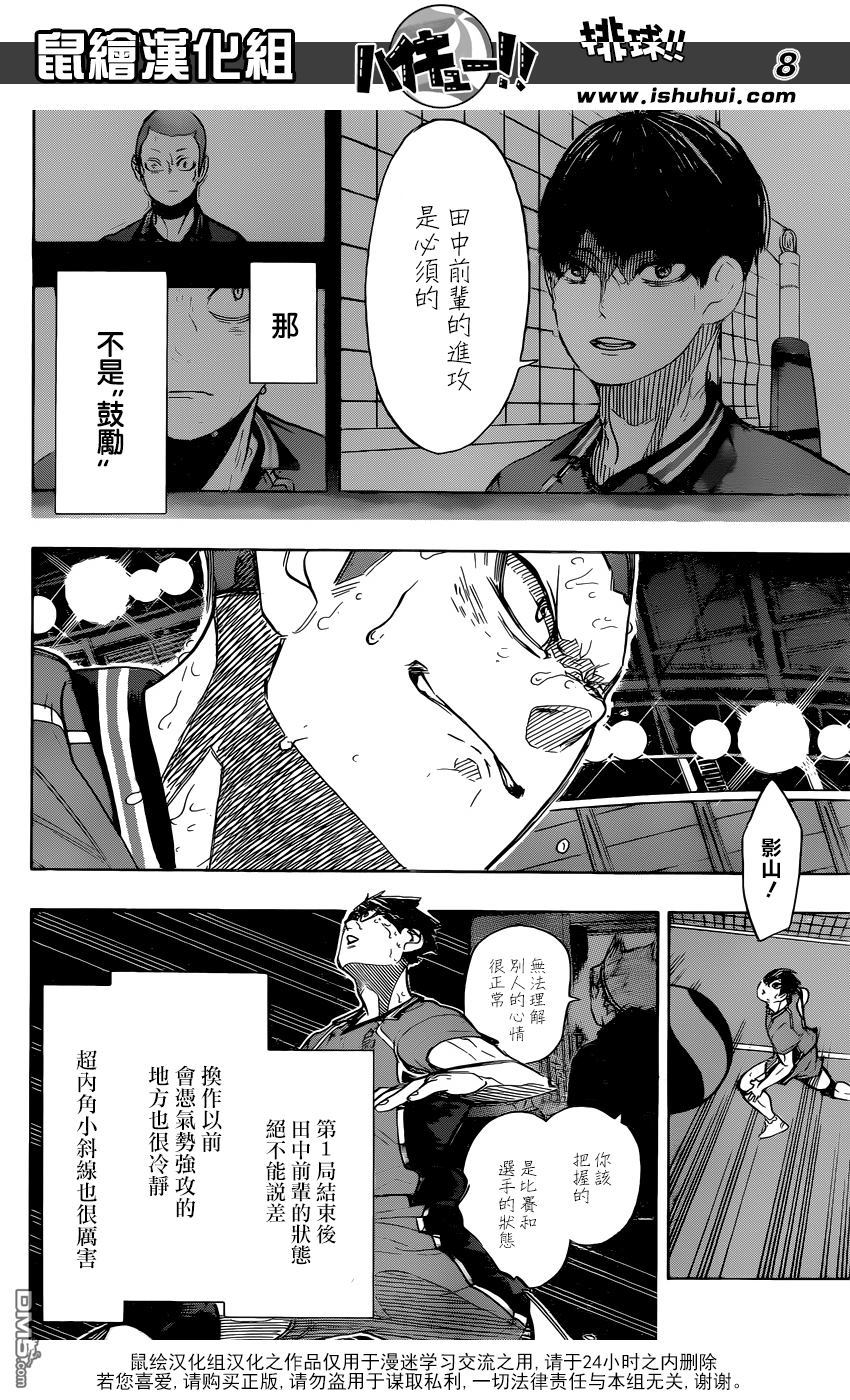 鼠繪漢化組
ハイキュー!!
排球!!
8
www.ishuhui.com
田中前輩的進攻
是必須的
那
不是"鼓勵"
影山!
無法理解
別人的心情
很正常
你該
把握的
是比賽和
選手的狀態
第1局結束後
田中前輩的狀態
絕不能説差
換作以前
會憑氣勢強攻的
地方也很冷靜
超內角小斜線也很厲害
DM5
鼠绘汉化组汉化之作品仅用于漫迷学习交流之用, 请于24小时之内删除
若您喜爱, 请购买正版, 请勿盗用于谋取私利, 一切法律责任与本组无关, 谢谢。